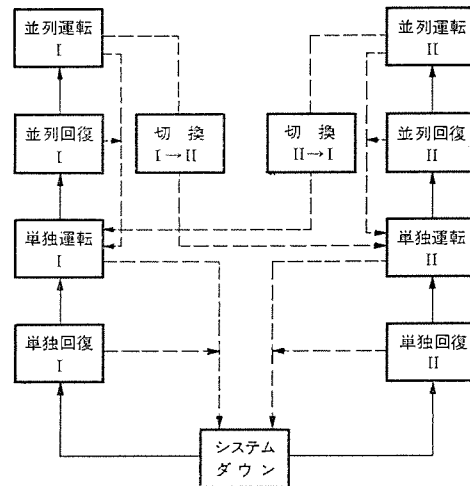 並列運転
I
並列運転
II
並列回復
I
切 換
I→II
切 換
II→I
並列回復
II
単独運転
I
単独運転
II
単独回復
I
単独回復
II
システム
ダウン